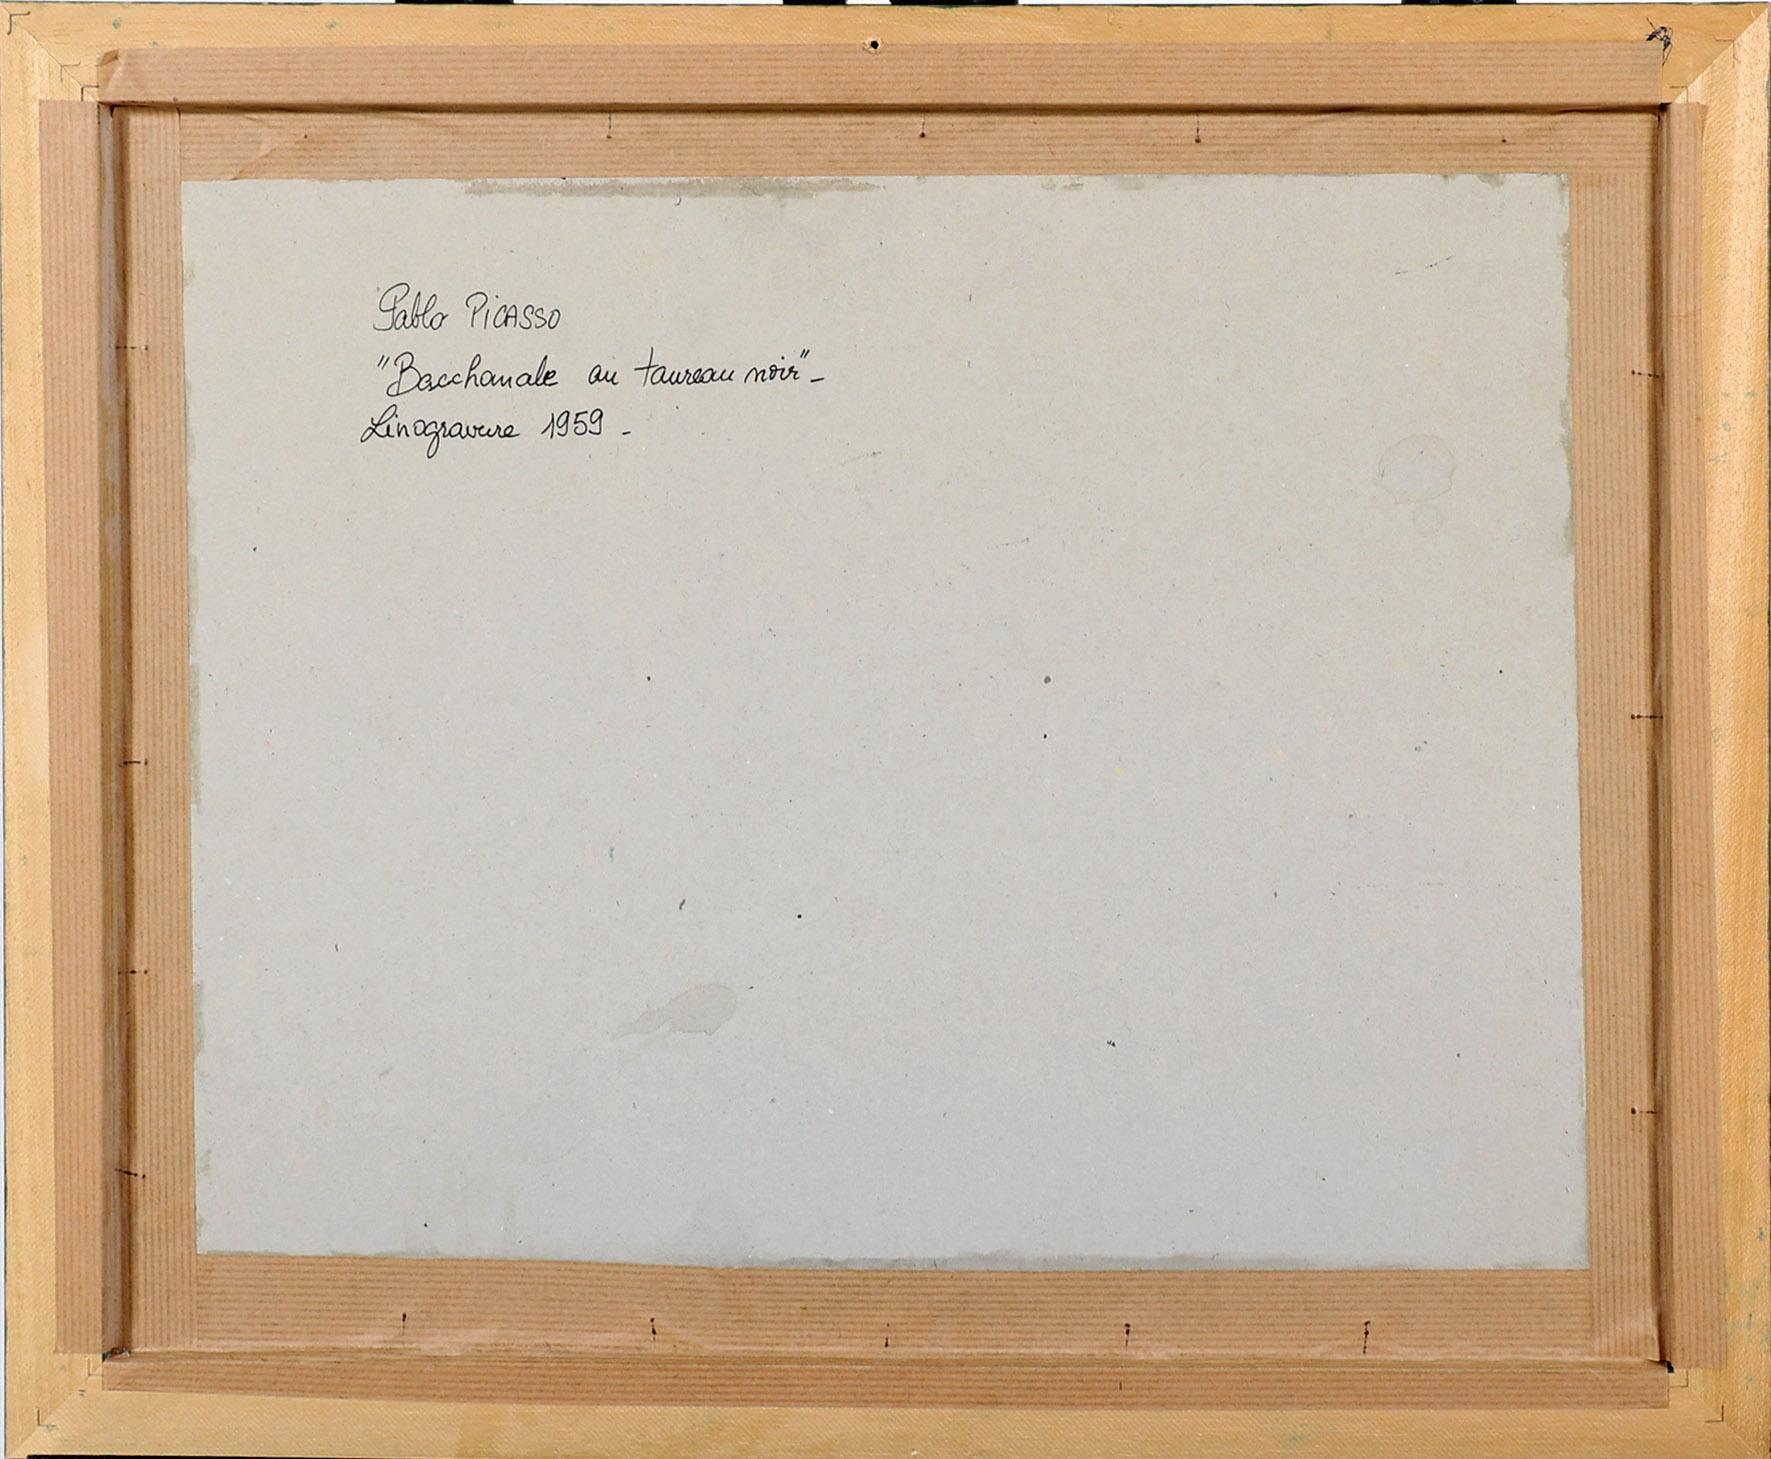 Pablo PICASSO
"Bacchanale au taureau noir" -
Linogravure 1959 -